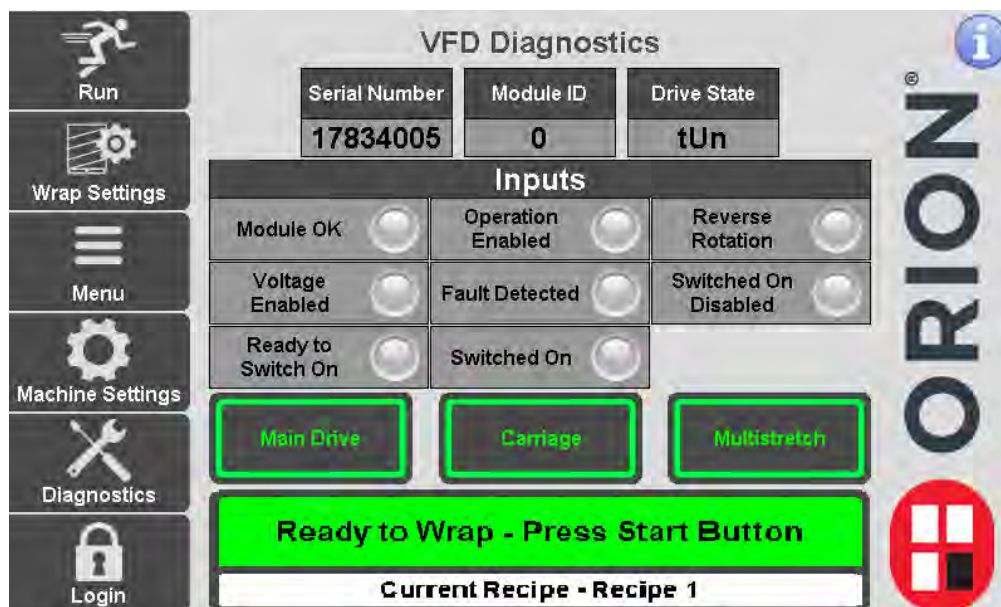 VFD Diagnostics
Run
Serial Number
Module ID
Drive State
17834005
0
tUn
Wrap Settings
Inputs
Module OK
Operation
Enabled
Reverse
Rotation
Menu
Voltage
Enabled
Fault Detected
Switched On
Disabled
Ready to
Switch On
Switched On
Machine Settings
Main Drive
Carriage
Multistretch
Diagnostics
Ready to Wrap - Press Start Button
Login
Current Recipe - Recipe 1
i
ORION®